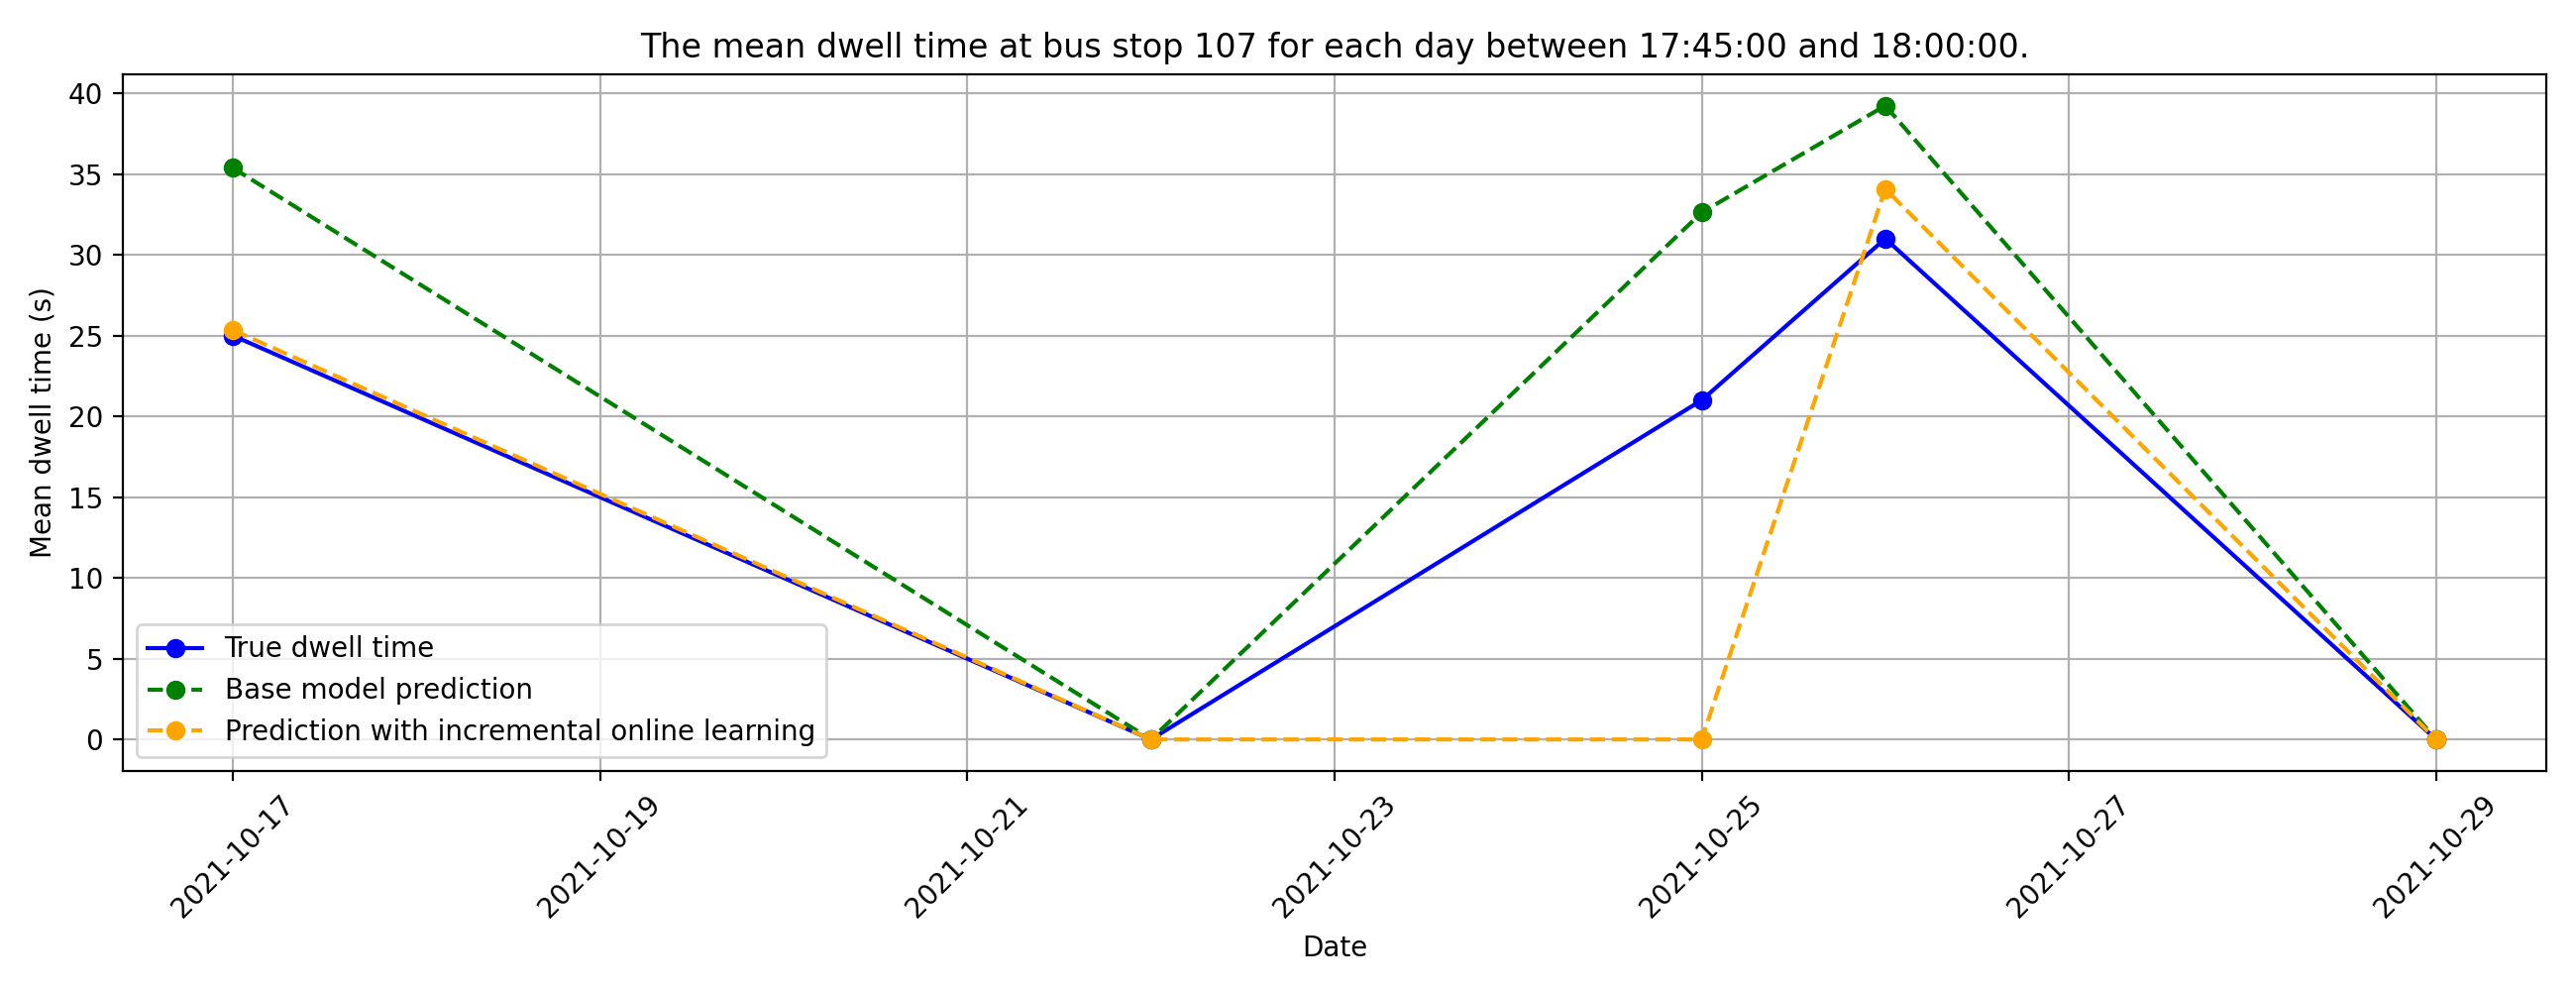 The mean dwell time at bus stop 107 for each day between 17:45:00 and 18:00:00.
40
35
30
25
20
15
10
5
0
Mean dwell time (s)
True dwell time
Base model prediction
Prediction with incremental online learning
2021-10-17
2021-10-19
2021-10-21
2021-10-23
2021-10-25
2021-10-27
2021-10-29
Date